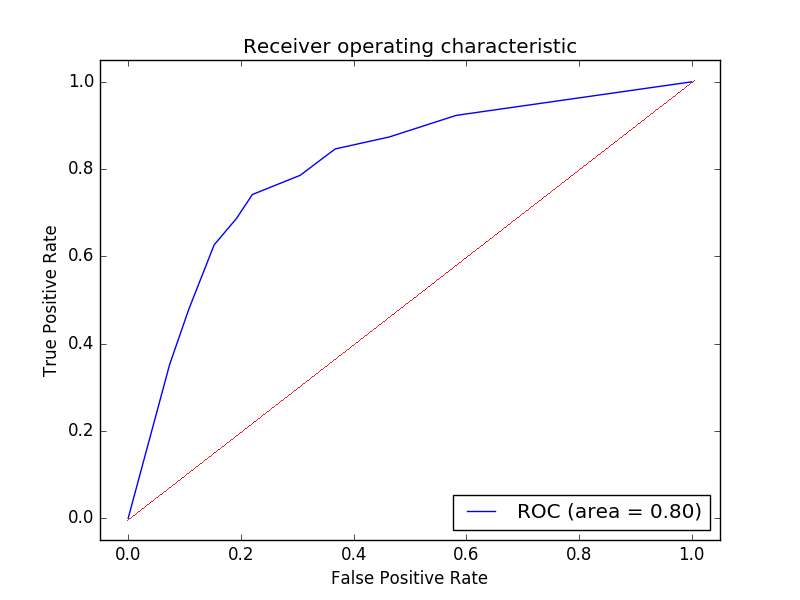 Receiver operating characteristic
1.0
0.8
0.6
0.4
0.2
0.0
True Positive Rate
ROC (area = 0.80)
0.0 0.2 0.4 0.6 0.8 1.0
False Positive Rate